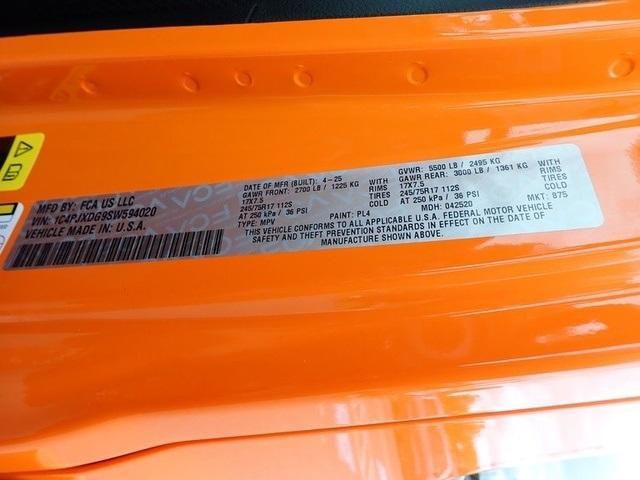 MFD BY: FCA US LLC
VIN: 1C4PJXDG9SW594020
VEHICLE MADE IN: U.S.A.
DATE OF MFR (BUILT): 4-25
GAWR FRONT: 2700 LB / 1225 KG WITH
17X7.5 RIMS
245/75R17 112S TIRES
AT 250 kPa / 36 PSI COLD
GVWR: 5500 LB / 2495 KG
GAWR REAR: 3000 LB / 1361 KG WITH
17X7.5 RIMS
245/75R17 112S TIRES
AT 250 kPa / 36 PSI COLD
TYPE: MPV PAINT: PL4 MDH: 042520 MKT: 875
THIS VEHICLE CONFORMS TO ALL APPLICABLE U.S.A. FEDERAL MOTOR VEHICLE
SAFETY AND THEFT PREVENTION STANDARDS IN EFFECT ON THE DATE OF
MANUFACTURE SHOWN ABOVE.